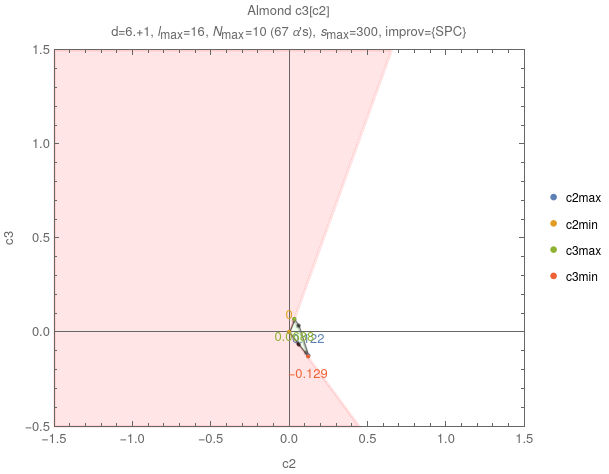 Almond c3[c2]
d=6.+1, lmax=16, Nmax=10 (67 α's), smax=300, improv={SPC}
1.5
1.0
0.5
0.0
−0.5
−1.5
−1.0
−0.5
0.0
0.5
1.0
1.5
c3
c2
0.
−0.129
c2max
c2min
c3max
c3min